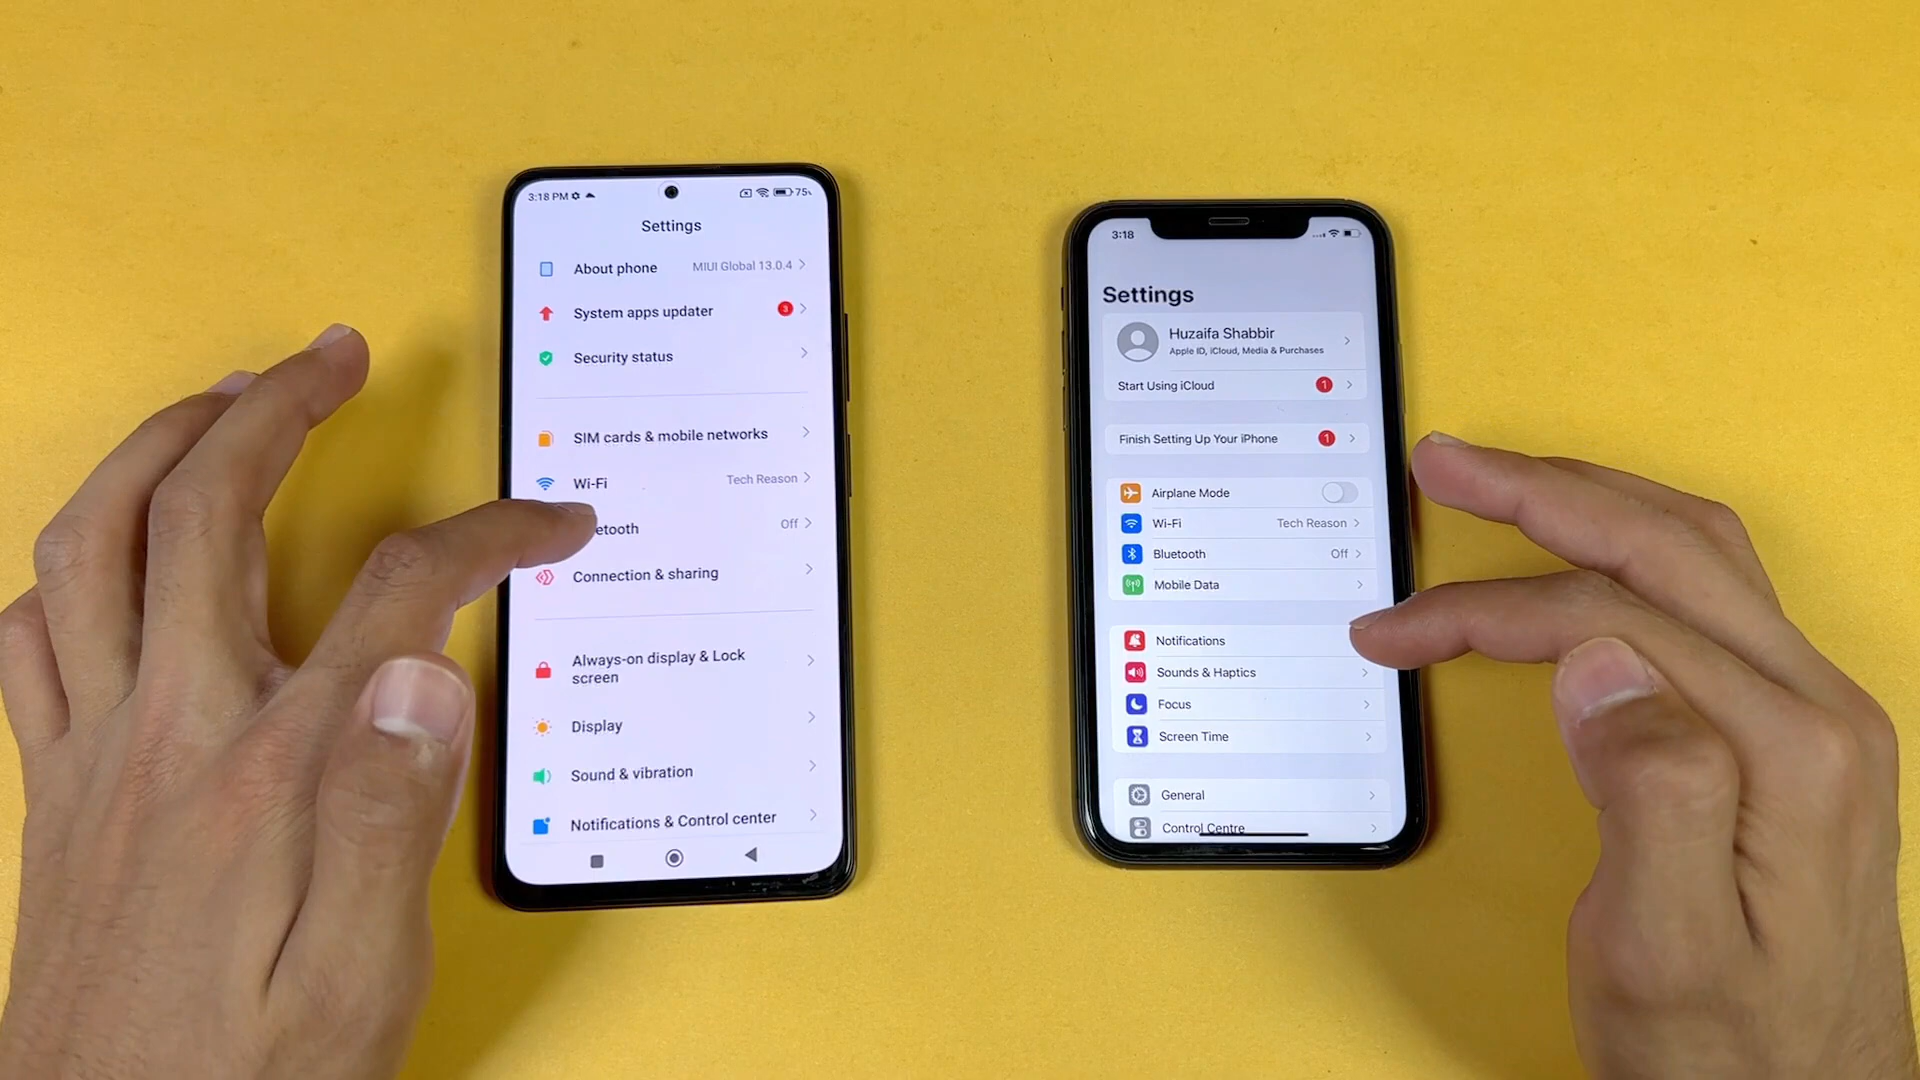 3:18 PM
75%
Settings
About phone
MIUI Global 13.0.4
System apps updater
3
Security status
SIM cards & mobile networks
Wi-Fi
Tech Reason
etooth
Off
Connection & sharing
Always-on display & Lock
screen
Display
Sound & vibration
Notifications & Control center
3:18
Settings
Huzaifa Shabbir
Apple ID, iCloud, Media & Purchases
Start Using iCloud
1
Finish Setting Up Your iPhone
1
Airplane Mode
Wi-Fi
Tech Reason
Bluetooth
Off
Mobile Data
Notifications
Sounds & Haptics
Focus
Screen Time
General
Control Centre